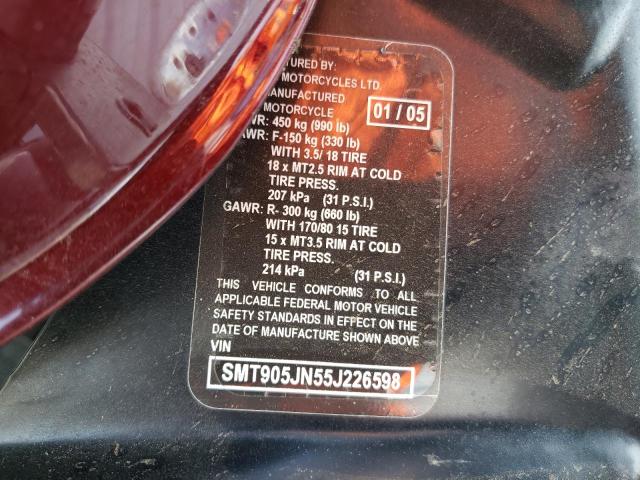 TURED BY:
MOTORCYCLES LTD.
MANUFACTURED
01 / 05
MOTORCYCLE
WR: 450 kg (990 lb)
AWR: F-150 kg (330 lb)
WITH 3.5/ 18 TIRE
18 x MT2.5 RIM AT COLD
TIRE PRESS.
207 kPa (31 P.S.I.)
GAWR: R- 300 kg (660 lb)
WITH 170/80 15 TIRE
15 x MT3.5 RIM AT COLD
TIRE PRESS.
214 kPa (31 P.S.I.)
THIS VEHICLE CONFORMS TO ALL
APPLICABLE FEDERAL MOTOR VEHICLE
SAFETY STANDARDS IN EFFECT ON THE
DATE OF MANUFACTURE SHOWN ABOVE
VIN
SMT905JN55J226598